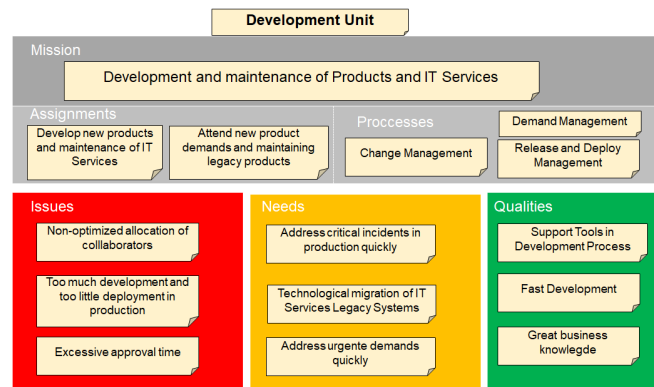 Development Unit
Mission
Development and maintenance of Products and IT Services
Assignments
Develop new products
and maintenance of IT
Services
Attend new product
demands and maintaining
legacy products
Proccesses
Change Management
Demand Management
Release and Deploy
Management
Issues
Non-optimized allocation of
colllaborators
Too much development and
too little deployment in
production
Excessive approval time
Needs
Address critical incidents in
production quickly
Technological migration of IT
Services Legacy Systems
Address urgente demands
quickly
Qualities
Support Tools in
Development Process
Fast Development
Great business
knowlegde